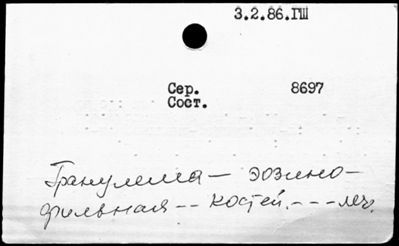 3.2.86.ГШ
Сер. 8697
Сост.
Гранулема — эозино-
фильная -- костей. --- леч.